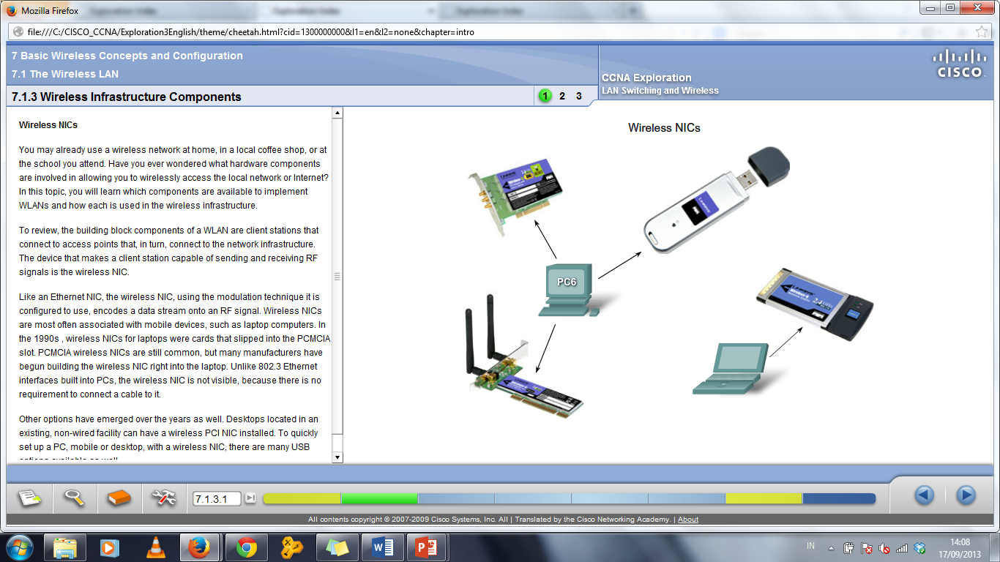 Mozilla Firefox
Exploration Index
Exploration Index
Exploration Index
file:///C:/CISCO_CCNA/Exploration3English/theme/cheetah.html?cid=1300000000&l1=en&l2=none&chapter=intro
7 Basic Wireless Concepts and Configuration
7.1 The Wireless LAN
CCNA Exploration
LAN Switching and Wireless
CISCO
7.1.3 Wireless Infrastructure Components
1 2 3
Wireless NICs
You may already use a wireless network at home, in a local coffee shop, or at
the school you attend. Have you ever wondered what hardware components
are involved in allowing you to wirelessly access the local network or Internet?
In this topic, you will learn which components are available to implement
WLANs and how each is used in the wireless infrastructure.
To review, the building block components of a WLAN are client stations that
connect to access points that, in turn, connect to the network infrastructure.
The device that makes a client station capable of sending and receiving RF
signals is the wireless NIC.
Like an Ethernet NIC, the wireless NIC, using the modulation technique it is
configured to use, encodes a data stream onto an RF signal. Wireless NICs
are most often associated with mobile devices, such as laptop computers. In
the 1990s , wireless NICs for laptops were cards that slipped into the PCMCIA
slot. PCMCIA wireless NICs are still common, but many manufacturers have
begun building the wireless NIC right into the laptop. Unlike 802.3 Ethernet
interfaces built into PCs, the wireless NIC is not visible, because there is no
requirement to connect a cable to it.
Other options have emerged over the years as well. Desktops located in an
existing, non-wired facility can have a wireless PCI NIC installed. To quickly
set up a PC, mobile or desktop, with a wireless NIC, there are many USB
options available as well.
Wireless NICs
PC6
7.1.3.1
All contents copyright © 2007-2009 Cisco Systems, Inc. All | Translated by the Cisco Networking Academy. | About
IN
14:08
17/09/2013